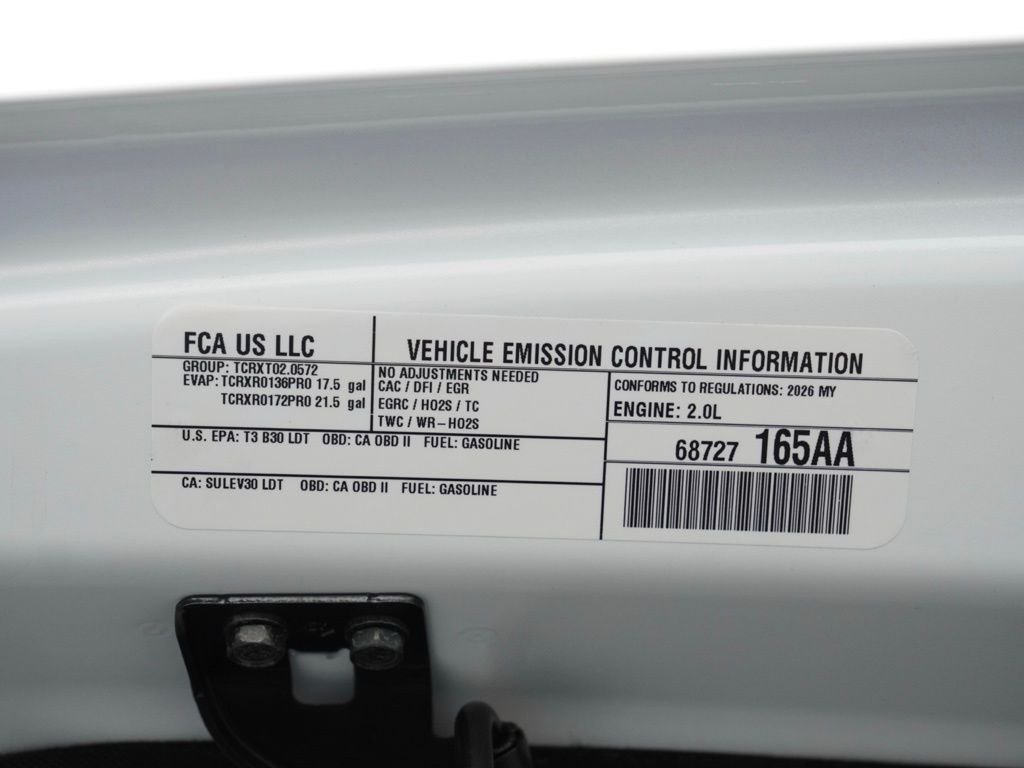 FCA US LLC
VEHICLE EMISSION CONTROL INFORMATION
GROUP: TCRXT02.0572
EVAP: TCRXR0136PR0 17.5 gal
TCRXR0172PR0 21.5 gal
NO ADJUSTMENTS NEEDED
CAC / DFI / EGR
EGRC / HO2S / TC
TWC / WR-HO2S
CONFORMS TO REGULATIONS: 2026 MY
ENGINE: 2.0L
U.S. EPA: T3 B30 LDT OBD: CA OBD II FUEL: GASOLINE
68727 165AA
CA: SULEV30 LDT OBD: CA OBD II FUEL: GASOLINE